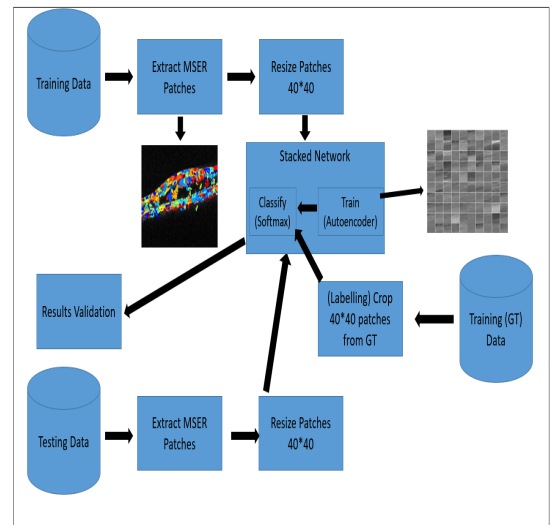 Training Data
Extract MSER
Patches
Resize Patches
40*40
Stacked Network
Classify
(Softmax)
Train
(Autoencoder)
Results Validation
(Labelling) Crop
40*40 patches
from GT
Training (GT)
Data
Testing Data
Extract MSER
Patches
Resize Patches
40*40